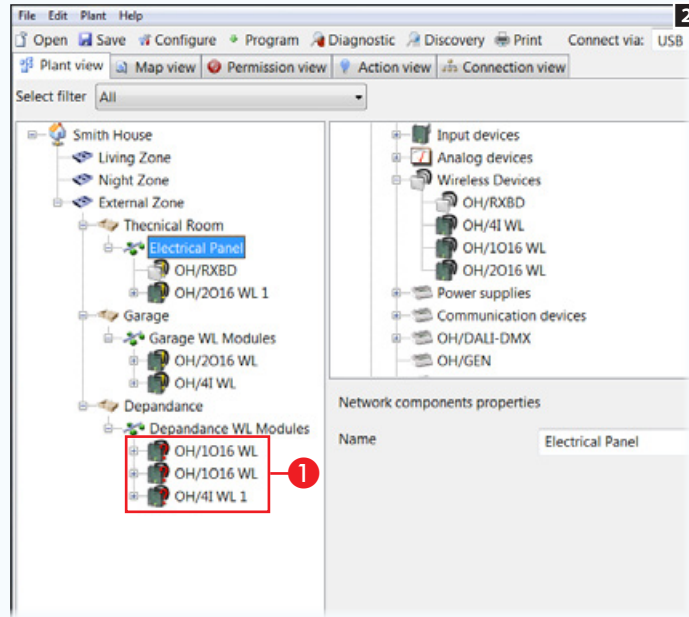 File Edit Plant Help
2
Open Save Configure Program Diagnostic Discovery Print Connect via: USB
Plant view Map view Permission view Action view Connection view
Select filter All
Smith House
Living Zone
Night Zone
External Zone
Thecnical Room
Electrical Panel
OH/RXBD
OH/2O16 WL 1
Garage
Garage WL Modules
OH/2O16 WL
OH/4I WL
Depandance
Depandance WL Modules
OH/1O16 WL
OH/1O16 WL
OH/4I WL 1
1
Input devices
Analog devices
Wireless Devices
OH/RXBD
OH/4I WL
OH/1O16 WL
OH/2O16 WL
Power supplies
Communication devices
OH/DALI-DMX
OH/GEN
Network components properties
Name Electrical Panel